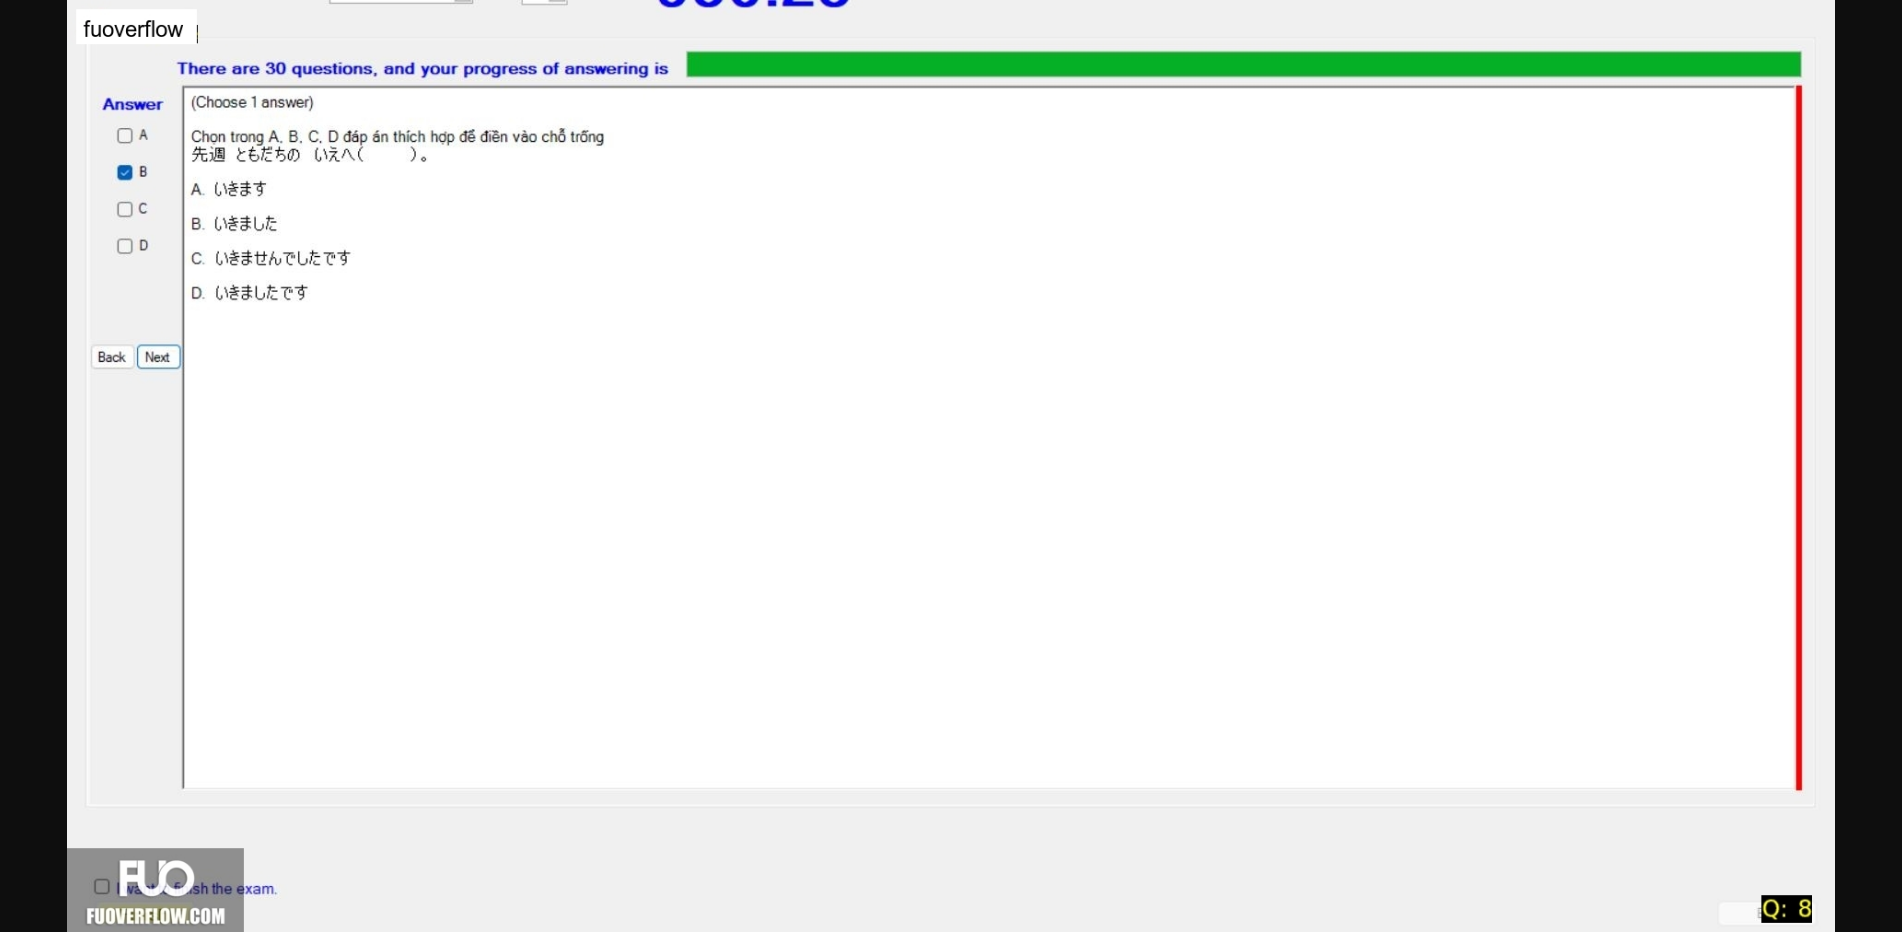 fuoverflow
There are 30 questions, and your progress of answering is
Answer
(Choose 1 answer)
A
Chọn trong A, B, C, D đáp án thích hợp để điền vào chỗ trống
先週 ともだちの いえへ(　　)。
B
A. いきます
C
B. いきました
D
C. いきませんでしたです
D. いきましたです
Back Next
FUO
finish the exam.
FUOVERFLOW.COM
Q: 8